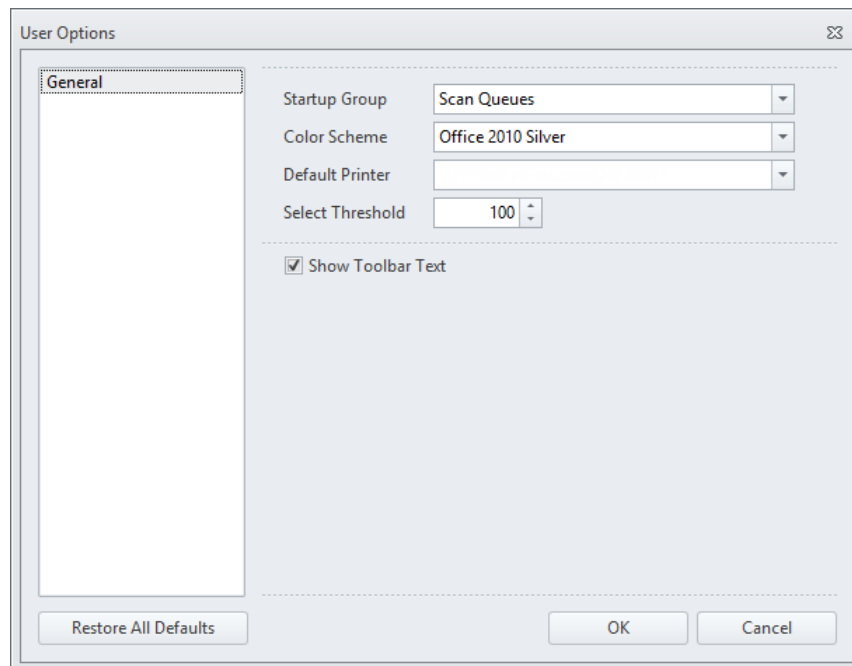 User Options
General
Startup Group Scan Queues
Color Scheme Office 2010 Silver
Default Printer
Select Threshold 100
Show Toolbar Text
Restore All Defaults OK Cancel